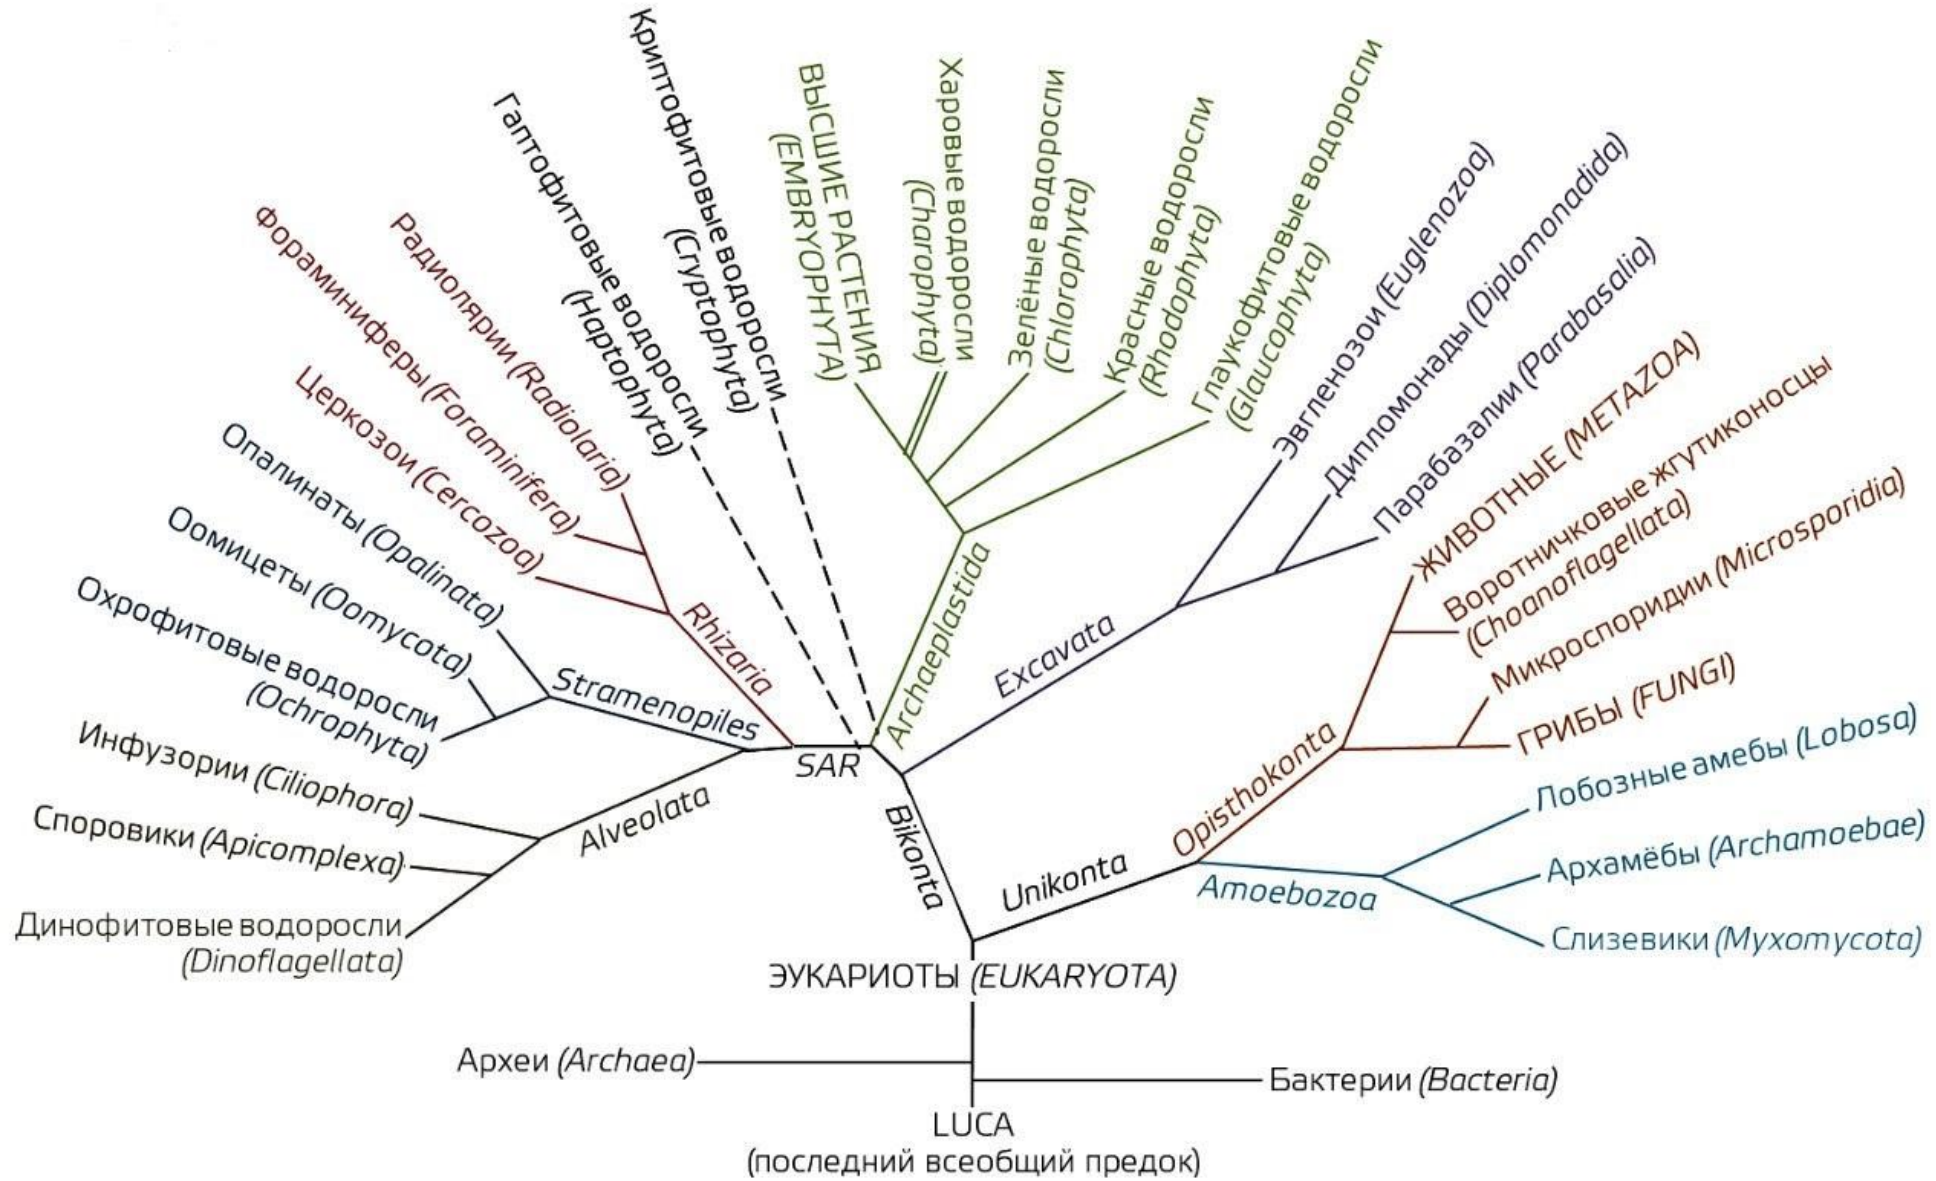 Криптофитовые водоросли
(Cryptophyta)
Гаптофитовые водоросли
(Haptophyta)
ВЫСШИЕ РАСТЕНИЯ
(EMBRYOPHYTA)
Харовые водоросли
(Charophyta)
Зелёные водоросли
(Chlorophyta)
Красные водоросли
(Rhodophyta)
Глаукофитовые водоросли
(Glaucophyta)
Эвгленозои (Euglenozoa)
Дипломонады (Diplomonadida)
Парабазалии (Parabasalia)
Радиолярии (Radiolaria)
Фораминиферы (Foraminifera)
Церкозои (Cercozoa)
Опалинаты (Opalinata)
Оомицеты (Oomycota)
Охрофитовые водоросли
(Ochrophyta)
Инфузории (Ciliophora)
Споровики (Apicomplexa)
Динофитовые водоросли
(Dinoflagellata)
Rhizaria
Stramenopiles
Alveolata
SAR
Archaeplastida
Excavata
Bikonta
Unikonta
Opisthokonta
Amoebozoa
ЖИВОТНЫЕ (METAZOA)
Воротничковые жгутиконосцы
(Choanoflagellata)
Микроспоридии (Microsporidia)
ГРИБЫ (FUNGI)
Лобозные амебы (Lobosa)
Архамёбы (Archamoebae)
Слизевики (Myxomycota)
ЭУКАРИОТЫ (EUKARYOTA)
Археи (Archaea)
Бактерии (Bacteria)
LUCA
(последний всеобщий предок)